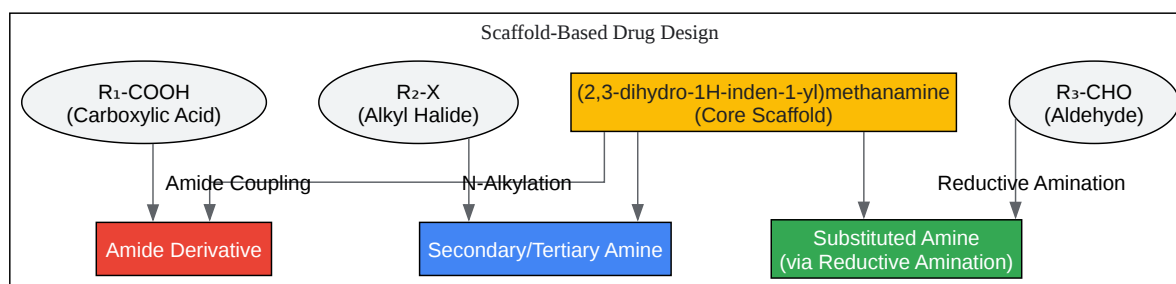 Scaffold-Based Drug Design
R₁-COOH
(Carboxylic Acid)
R₂-X
(Alkyl Halide)
(2,3-dihydro-1H-inden-1-yl)methanamine
(Core Scaffold)
R₃-CHO
(Aldehyde)
Amide Coupling
N-Alkylation
Reductive Amination
Amide Derivative
Secondary/Tertiary Amine
Substituted Amine
(via Reductive Amination)